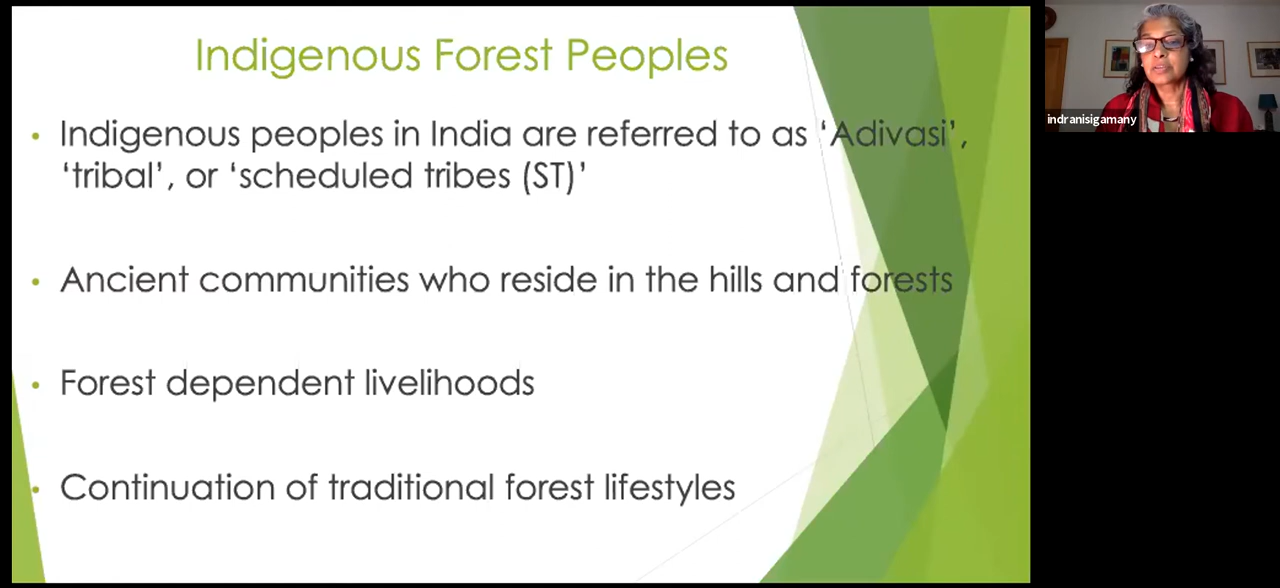 Indigenous Forest Peoples
• Indigenous peoples in India are referred to as ‘Adivasi’,
‘tribal’, or ‘scheduled tribes (ST)’
• Ancient communities who reside in the hills and forests
• Forest dependent livelihoods
• Continuation of traditional forest lifestyles
indranisigamany